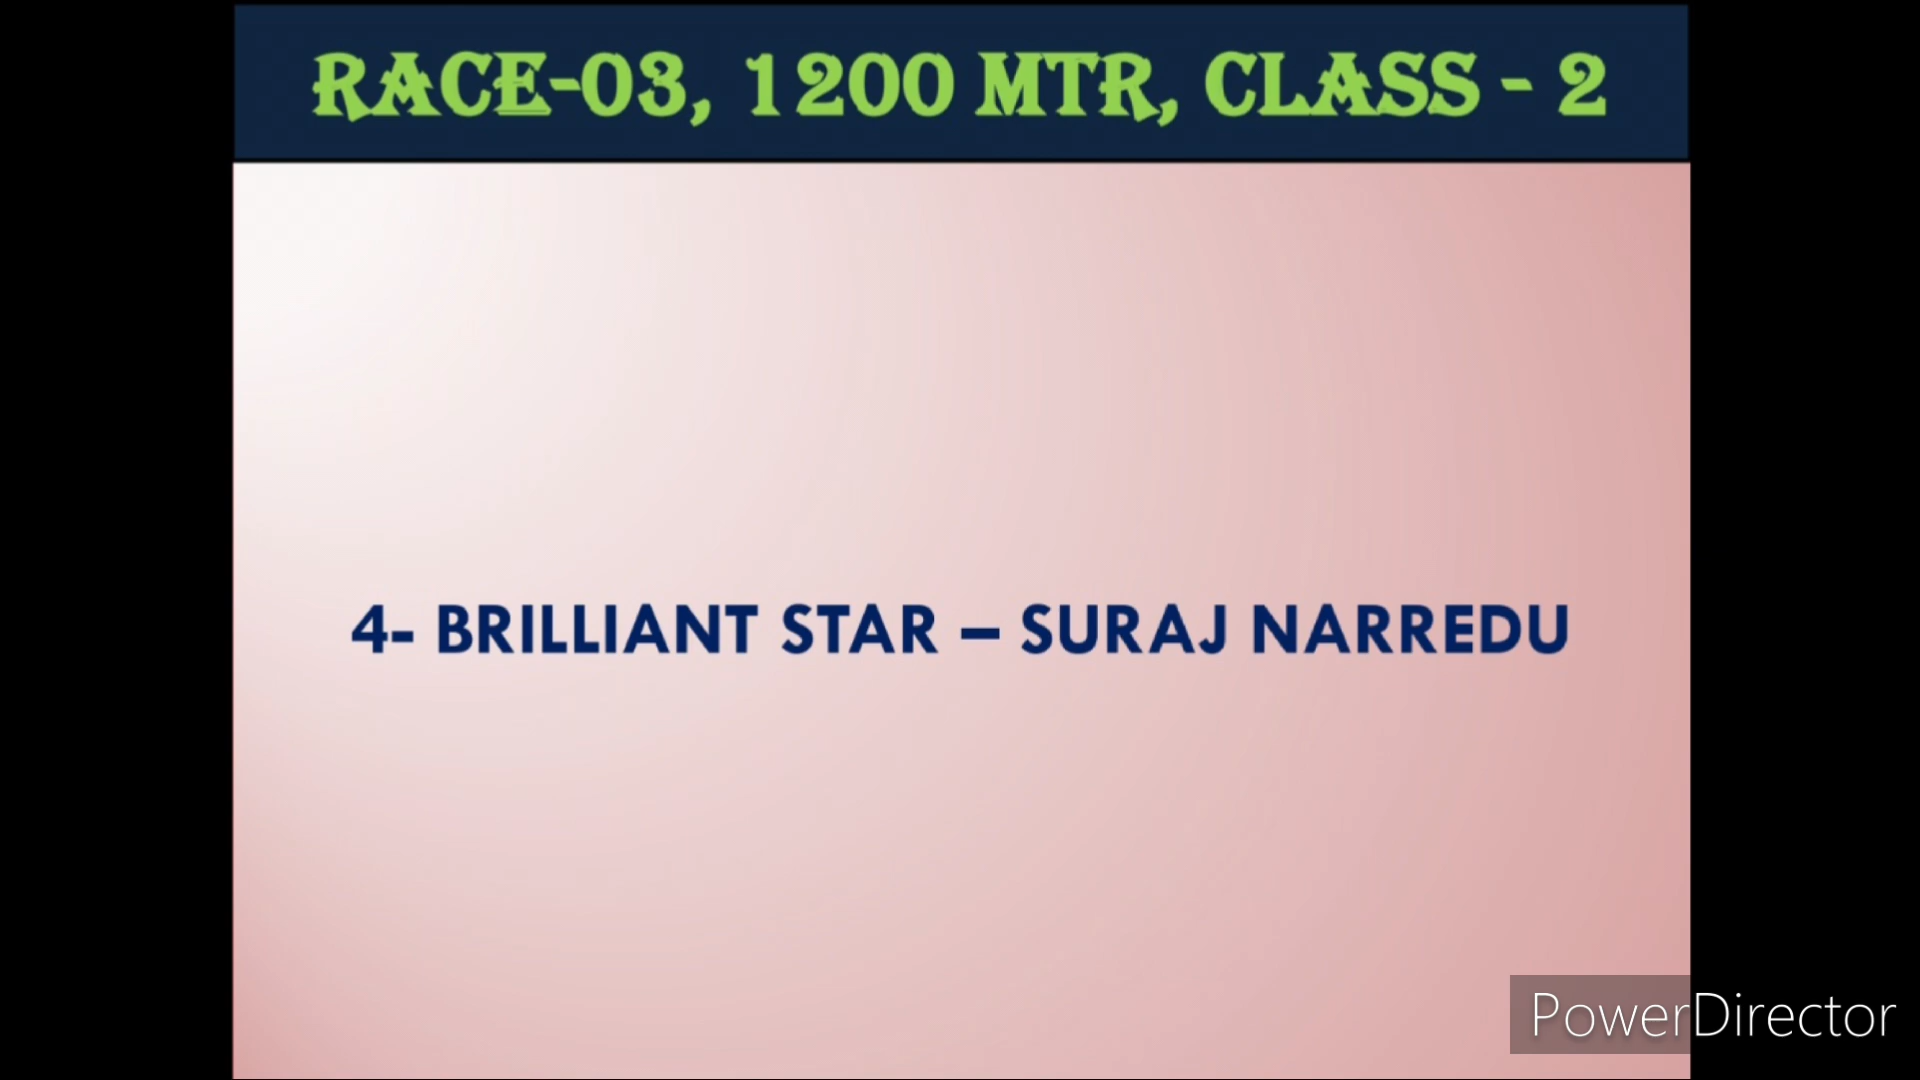 RACE-03, 1200 MTR, CLASS - 2
4- BRILLIANT STAR – SURAJ NARREDU
PowerDirector